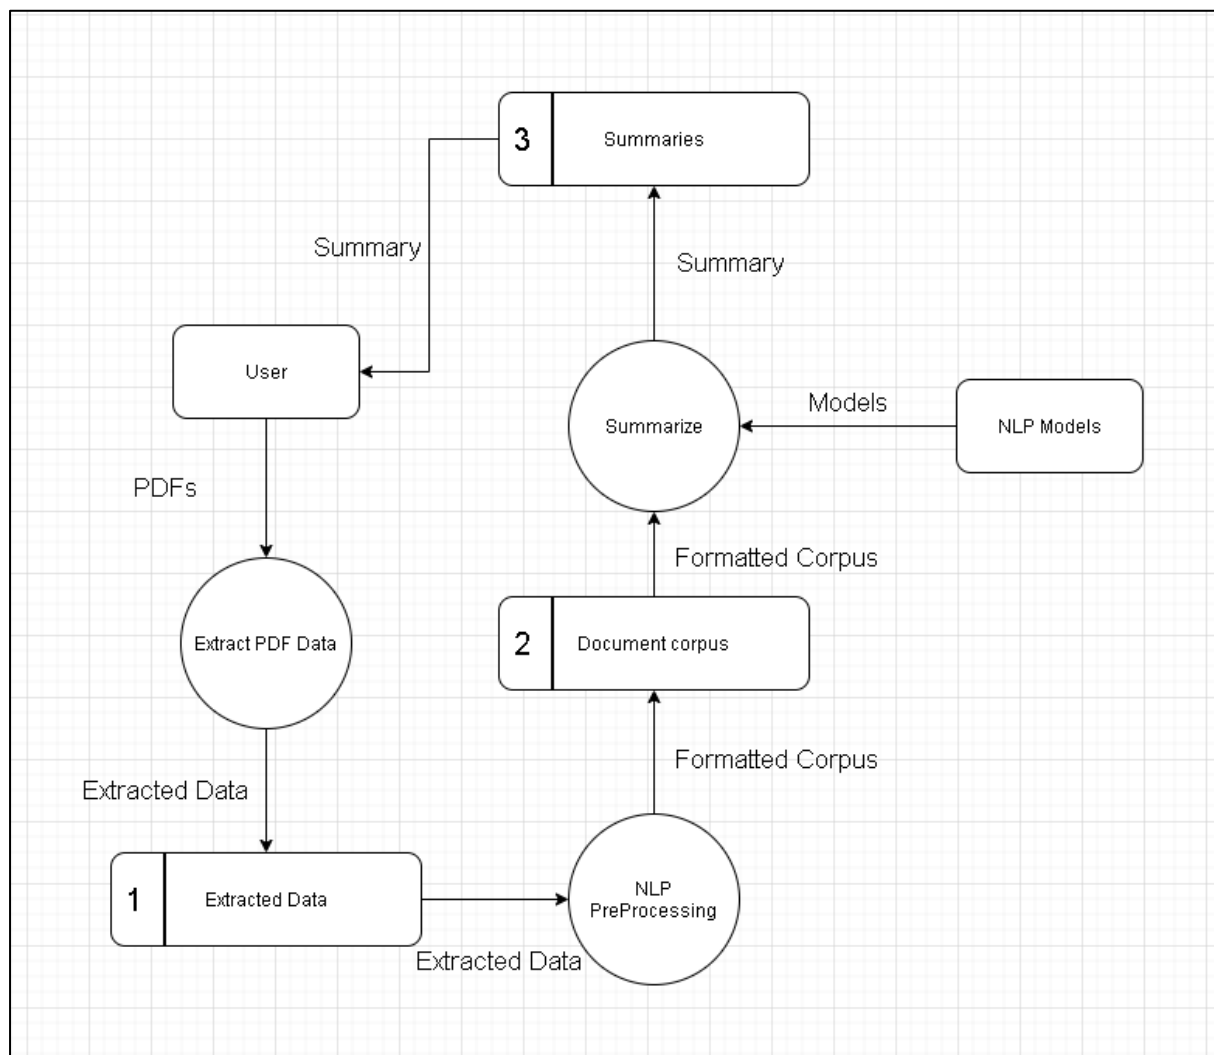 3
Summaries
Summary
Summary
User
Models
Summarize
NLP Models
PDFs
Formatted Corpus
Extract PDF Data
2
Document corpus
Formatted Corpus
Extracted Data
1
Extracted Data
NLP
PreProcessing
Extracted Data